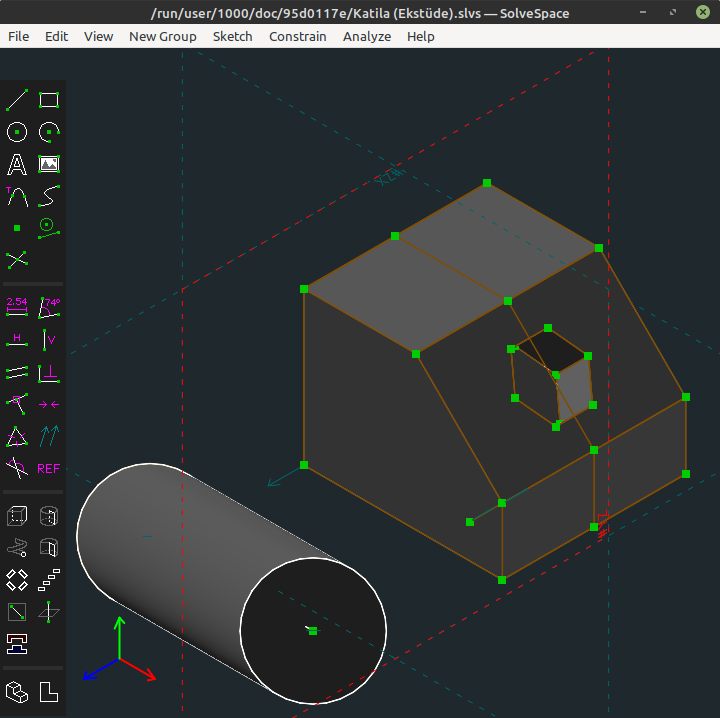 /run/user/1000/doc/95d0117e/Katila (Ekstüde).slvs — SolveSpace
File Edit View New Group Sketch Constrain Analyze Help
A
T
2.54 74°
H V
REF